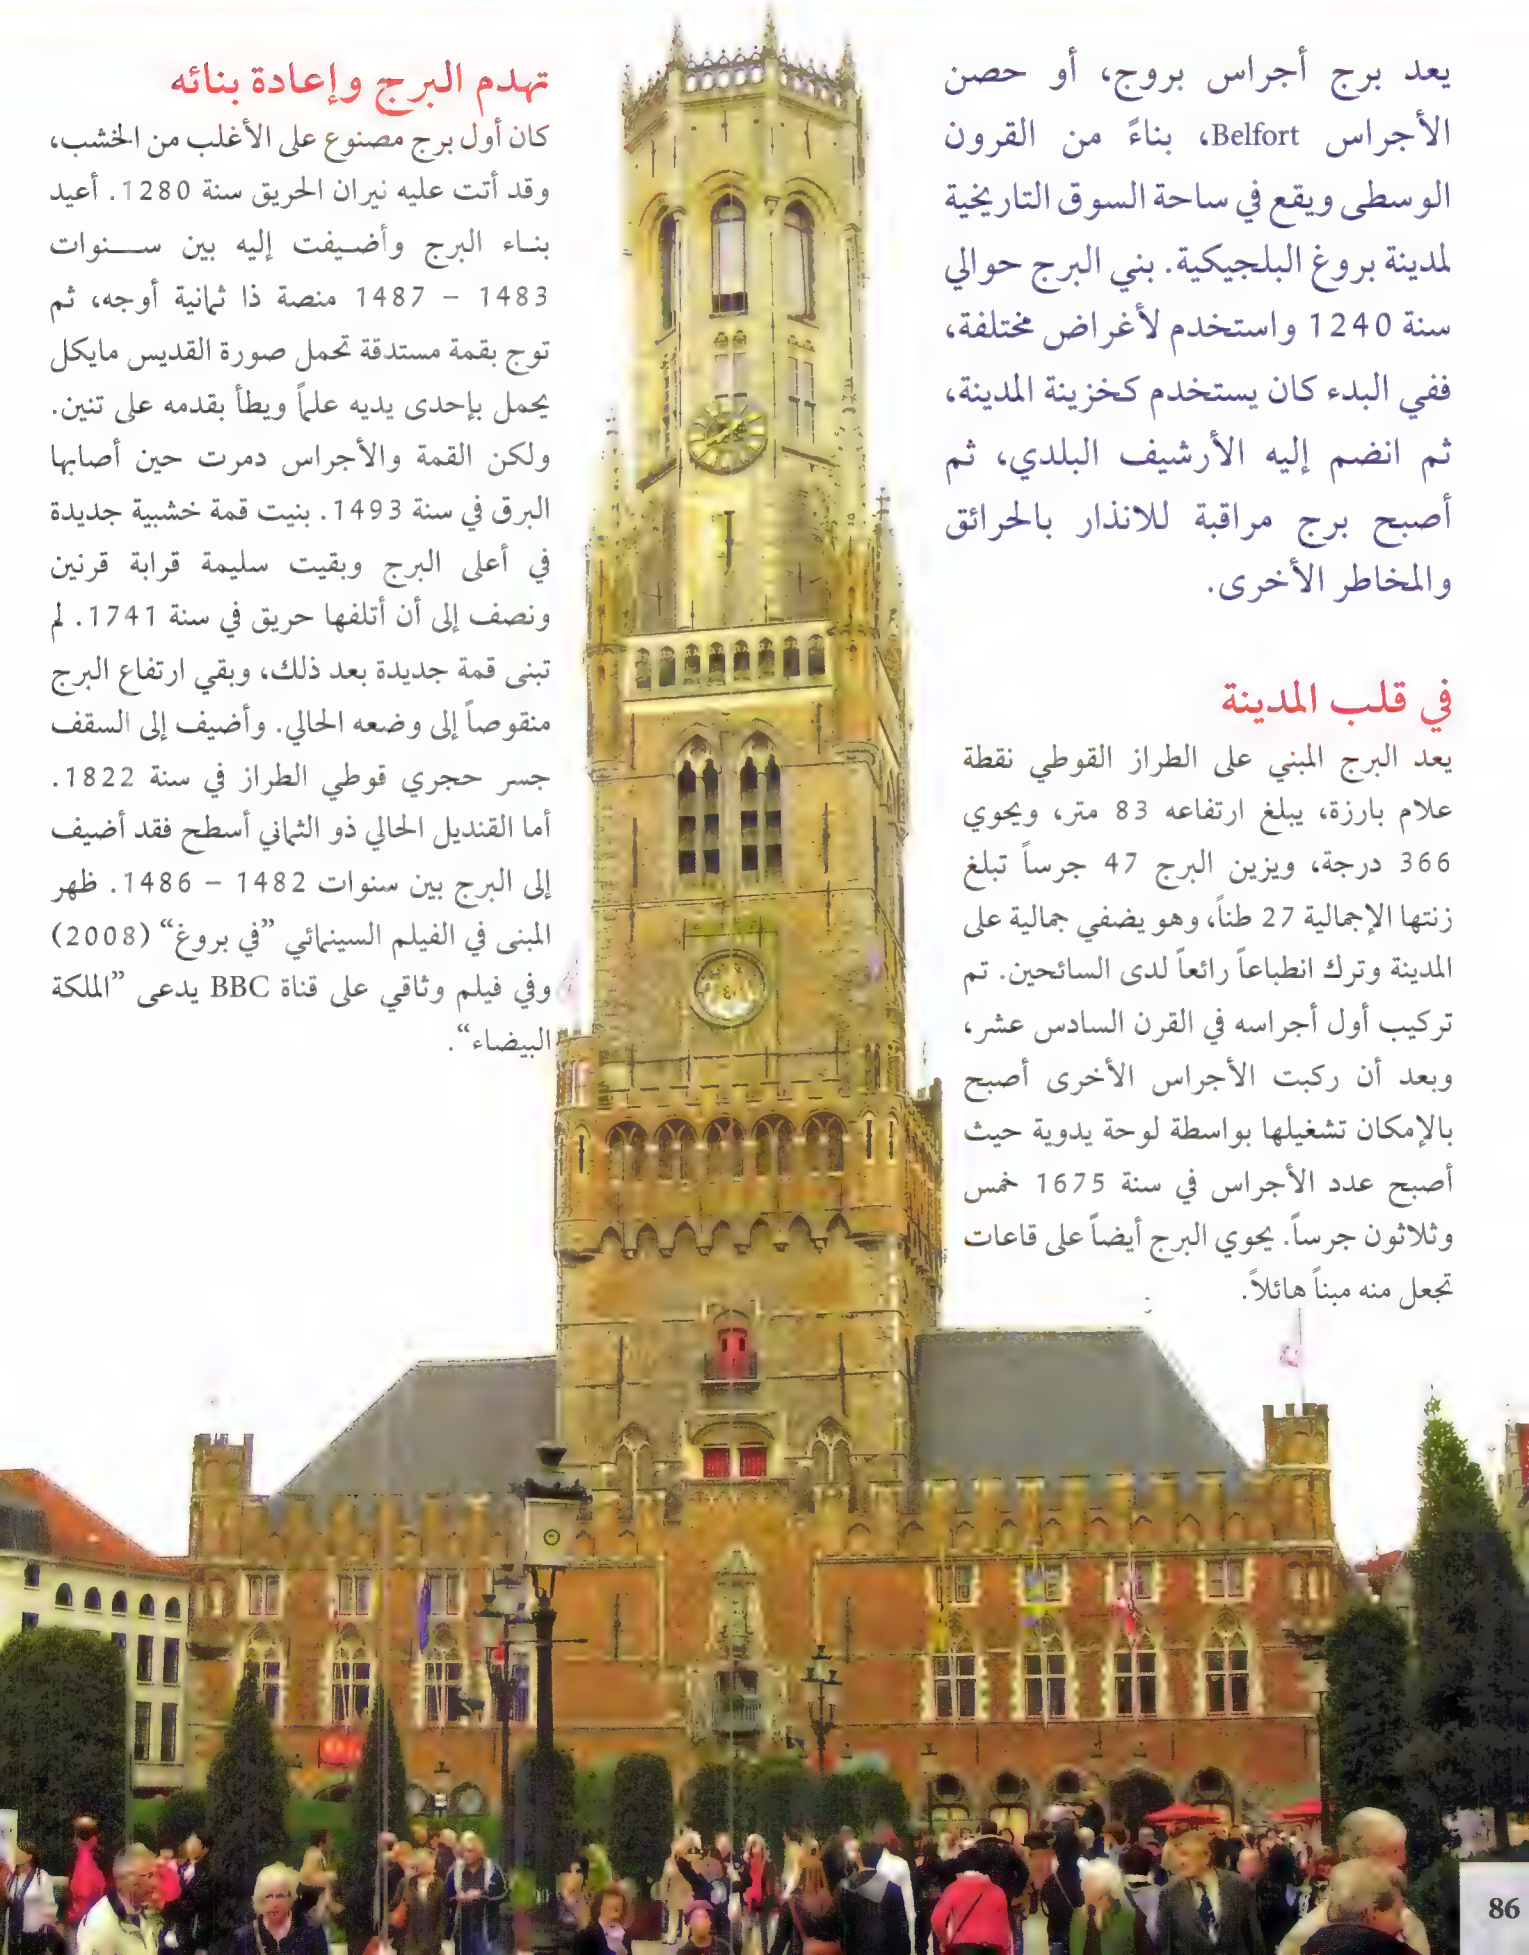 يعد برج أجراس بروج، أو حصن
الأجراس Belfort، بناءً من القرون
الوسطى ويقع في ساحة السوق التاريخية
لمدينة بروغ البلجيكية. بني البرج حوالي
سنة 1240 واستخدم لأغراض مختلفة،
ففي البدء كان يستخدم كخزينة المدينة،
ثم انضم إليه الأرشيف البلدي، ثم
أصبح برج مراقبة للانذار بالحرائق
والمخاطر الأخرى.
في قلب المدينة
يعد البرج المبني على الطراز القوطي نقطة
علام بارزة، يبلغ ارتفاعه 83 متر، ويحوي
366 درجة، ويزين البرج 47 جرساً تبلغ
زنتها الإجمالية 27 طناً، وهو يضفي جمالية على
المدينة وترك انطباعاً رائعاً لدى السائحين. تم
تركيب أول أجراسه في القرن السادس عشر،
وبعد أن ركبت الأجراس الأخرى أصبح
بالإمكان تشغيلها بواسطة لوحة يدوية حيث
أصبح عدد الأجراس في سنة 1675 خمس
وثلاثون جرساً. يحوي البرج أيضاً على قاعات
تجعل منه مبناً هائلاً.
تهدم البرج وإعادة بنائه
كان أول برج مصنوع على الأغلب من الخشب،
وقد أتت عليه نيران الحريق سنة 1280. أعيد
بناء البرج وأضيفت إليه بين سنوات
1483 – 1487 منصة ذا ثمانية أوجه، ثم
توج بقمة مستدقة تحمل صورة القديس مايكل
يحمل بإحدى يديه علماً ويطأ بقدمه على تنين.
ولكن القمة والأجراس دمرت حين أصابها
البرق في سنة 1493. بنيت قمة خشبية جديدة
في أعلى البرج وبقيت سليمة قرابة قرنين
ونصف إلى أن أتلفها حريق في سنة 1741. لم
تبنى قمة جديدة بعد ذلك، وبقي ارتفاع البرج
منقوصاً إلى وضعه الحالي. وأضيف إلى السقف
جسر حجري قوطي الطراز في سنة 1822.
أما القنديل الحالي ذو الثماني أسطح فقد أضيف
إلى البرج بين سنوات 1482 – 1486. ظهر
المبنى في الفيلم السينمائي ”في بروغ“ (2008)
وفي فيلم وثاقي على قناة BBC يدعى ”الملكة
البيضاء“.
86